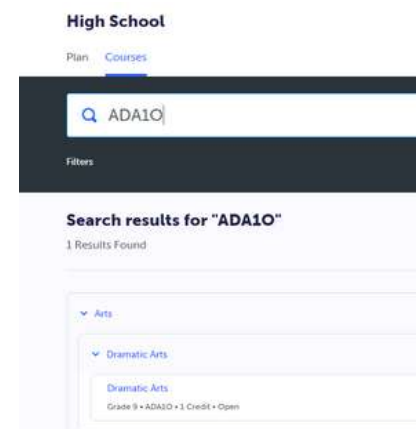 High School
Plan Courses
ADA1O
Filters
Search results for "ADA1O"
1 Results Found
Arts
Dramatic Arts
Dramatic Arts
Grade 9 • ADA1O • 1 Credit • Open